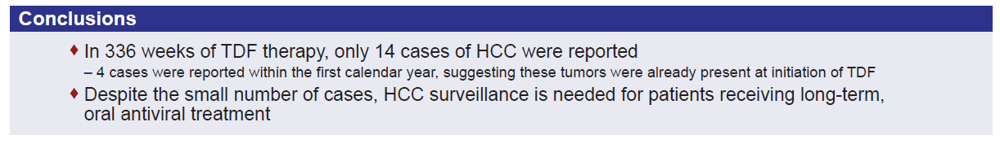 Conclusions
♦ In 336 weeks of TDF therapy, only 14 cases of HCC were reported
– 4 cases were reported within the first calendar year, suggesting these tumors were already present at initiation of TDF
♦ Despite the small number of cases, HCC surveillance is needed for patients receiving long-term,
oral antiviral treatment